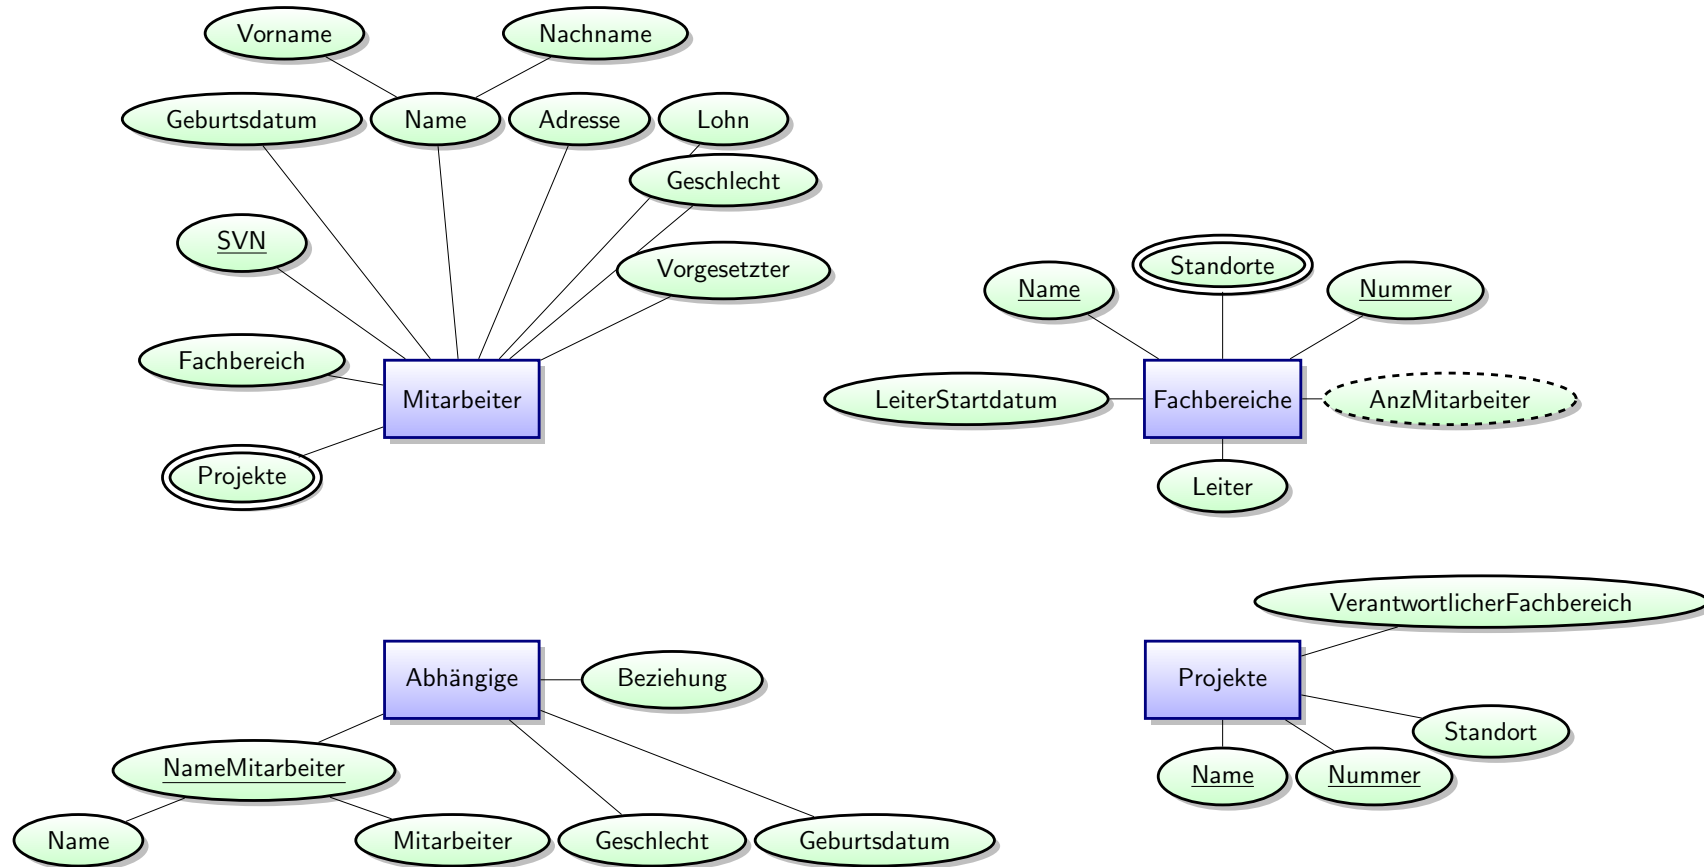 Vorname
Nachname
Geburtsdatum
Name
Adresse
Lohn
Geschlecht
SVN
Vorgesetzter
Fachbereich
Mitarbeiter
Projekte
Standorte
Name
Nummer
LeiterStartdatum
Fachbereiche
AnzMitarbeiter
Leiter
Abhängige
Beziehung
NameMitarbeiter
Name
Mitarbeiter
Geschlecht
Geburtsdatum
VerantwortlicherFachbereich
Projekte
Standort
Name
Nummer